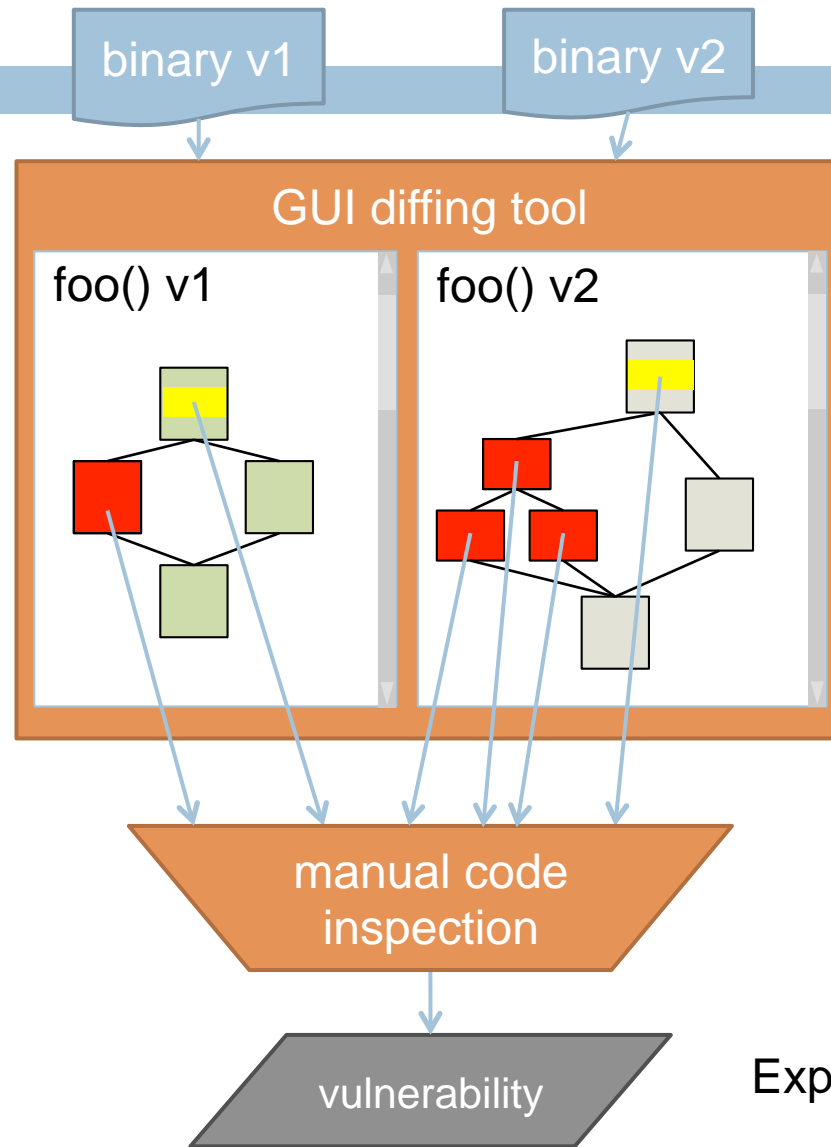 binary v1
binary v2
GUI diffing tool
foo() v1
foo() v2
manual code
inspection
vulnerability
Exp